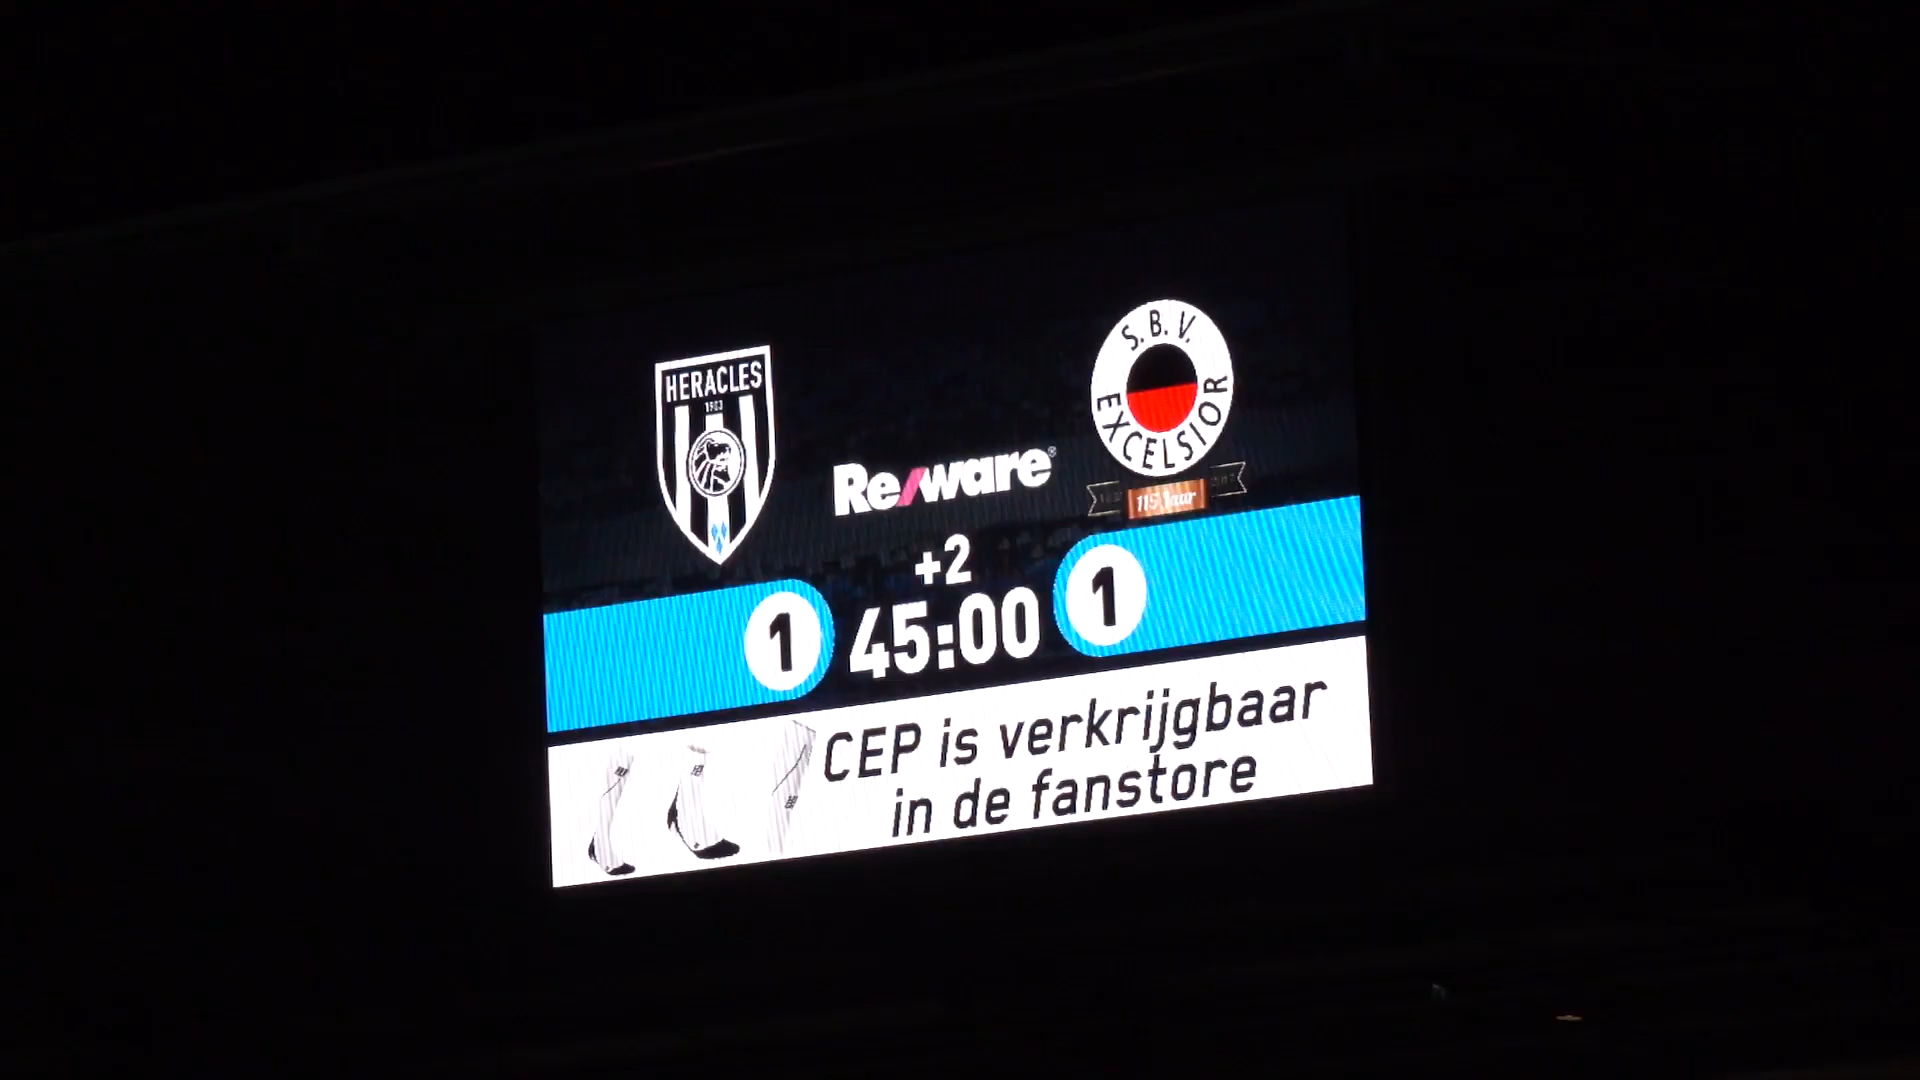 HERACLES
1903
S.B.V.
EXCELSIOR
115 Jaar
Re/ware
+2
1
45:00
1
CEP is verkrijgbaar
in de fanstore